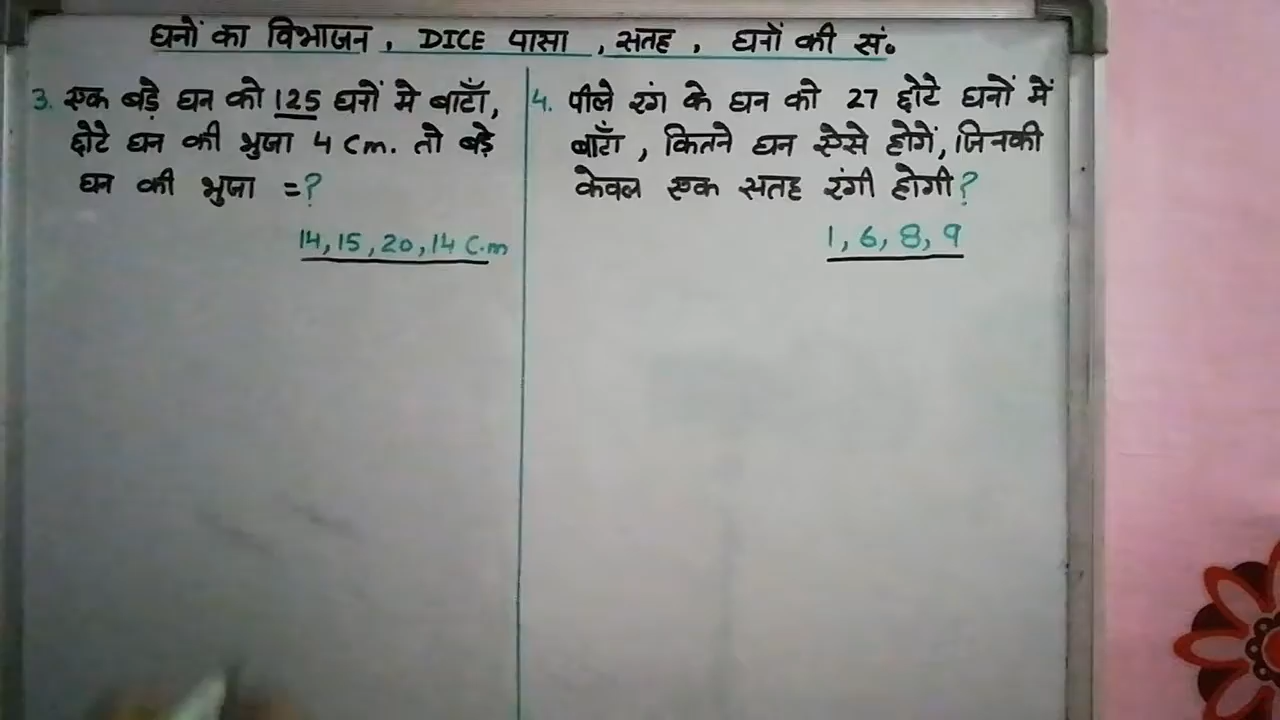 घनों का विभाजन, DICE पासा, सतह, घनों की सं.
3. एक बड़े घन को 125 घनों मे बाटाँ,
छोटे घन की भुजा 4 cm. तो बड़े
घन की भुजा =?
14, 15, 20, 14 C.m
4. पीले रंग के घन को 27 छोटे घनों में
बाटाँ, कितने घन ऐसे होगें, जिनकी
केवल एक सतह रंगी होगी?
1, 6, 8, 9